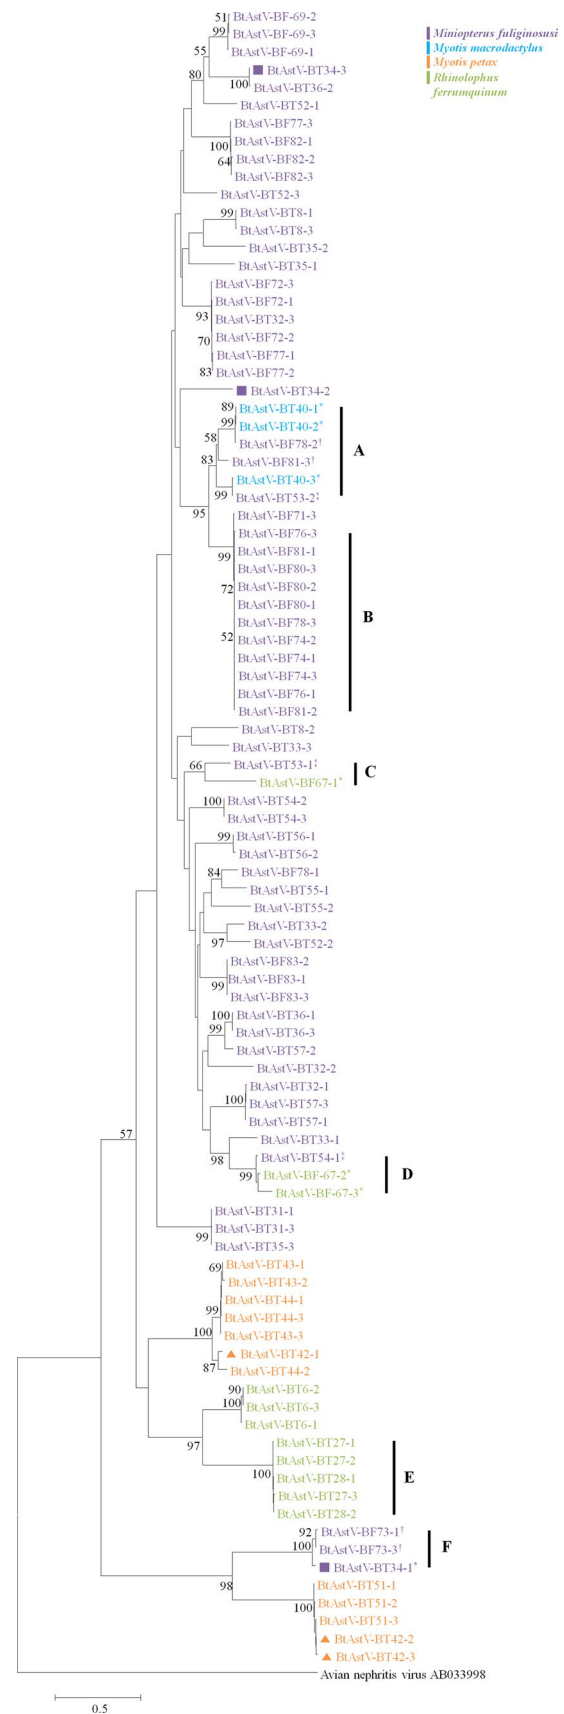 51
BtAstV-BF-69-2
99
BtAstV-BF-69-3
55
BtAstV-BF-69-1
80
BtAstV-BT34-3
100
BtAstV-BT36-2
BtAstV-BT52-1
BtAstV-BF77-3
100
BtAstV-BF82-1
64
BtAstV-BF82-2
BtAstV-BF82-3
BtAstV-BT52-3
99
BtAstV-BT8-1
BtAstV-BT8-3
BtAstV-BT35-2
BtAstV-BT35-1
BtAstV-BF72-3
BtAstV-BF72-1
93
BtAstV-BT32-3
70
BtAstV-BF72-2
BtAstV-BF77-1
83
BtAstV-BF77-2
BtAstV-BT34-2
89
BtAstV-BT40-1*
99
BtAstV-BT40-2*
58
BtAstV-BF78-2†
83
BtAstV-BF81-3†
BtAstV-BT40-3*
99
BtAstV-BT53-2‡
A
95
BtAstV-BF71-3
BtAstV-BF76-3
99
BtAstV-BF81-1
BtAstV-BF80-3
72
BtAstV-BF80-2
BtAstV-BF80-1
BtAstV-BF78-3
52
BtAstV-BF74-2
BtAstV-BF74-1
BtAstV-BF74-3
BtAstV-BF76-1
BtAstV-BF81-2
B
BtAstV-BT8-2
BtAstV-BT33-3
66
BtAstV-BT53-1‡
BtAstV-BF67-1*
C
100
BtAstV-BT54-2
BtAstV-BT54-3
99
BtAstV-BT56-1
BtAstV-BT56-2
84
BtAstV-BF78-1
BtAstV-BT55-1
BtAstV-BT55-2
BtAstV-BT33-2
97
BtAstV-BT52-2
BtAstV-BF83-2
BtAstV-BF83-1
99
BtAstV-BF83-3
100
BtAstV-BT36-1
99
BtAstV-BT36-3
BtAstV-BT57-2
BtAstV-BT32-2
BtAstV-BT32-1
100
BtAstV-BT57-3
BtAstV-BT57-1
57
BtAstV-BT33-1
98
BtAstV-BT54-1‡
99
BtAstV-BF-67-2*
BtAstV-BF-67-3*
D
BtAstV-BT31-1
BtAstV-BT31-3
99
BtAstV-BT35-3
69
BtAstV-BT43-1
BtAstV-BT43-2
BtAstV-BT44-1
99
BtAstV-BT44-3
100
BtAstV-BT43-3
BtAstV-BT42-1
87
BtAstV-BT44-2
90
BtAstV-BT6-2
100
BtAstV-BT6-3
BtAstV-BT6-1
97
BtAstV-BT27-1
BtAstV-BT27-2
100
BtAstV-BT28-1
BtAstV-BT27-3
BtAstV-BT28-2
E
92
BtAstV-BF73-1†
100
BtAstV-BF73-3†
BtAstV-BT34-1*
F
98
BtAstV-BT51-1
BtAstV-BT51-2
100
BtAstV-BT51-3
BtAstV-BT42-2
BtAstV-BT42-3
Avian nephritis virus AB033998
0.5
Miniopterus fuliginosusi
Myotis macrodactylus
Myotis petax
Rhinolophus
ferrumquinum